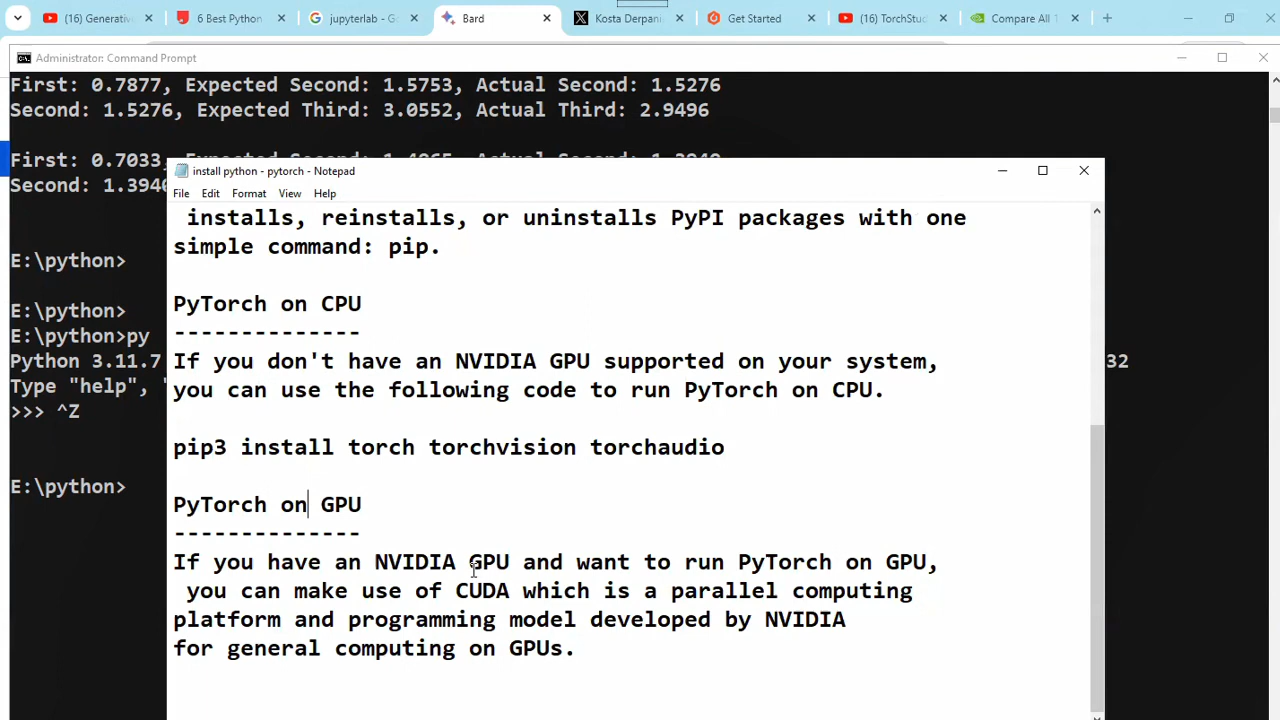 (16) Generative
6 Best Python
jupyterlab - G
Bard
Kosta Derpani
Get Started
(16) TorchStud
Compare All
Administrator: Command Prompt
First: 0.7877, Expected Second: 1.5753, Actual Second: 1.5276
Second: 1.5276, Expected Third: 3.0552, Actual Third: 2.9496
First: 0.7033,
Second: 1.3940
E:\python>
E:\python>
E:\python>py
Python 3.11.7
32
Type "help", "
>>> ^Z
E:\python>
install python - pytorch - Notepad
File Edit Format View Help
installs, reinstalls, or uninstalls PyPI packages with one
simple command: pip.
PyTorch on CPU
--------------
If you don't have an NVIDIA GPU supported on your system,
you can use the following code to run PyTorch on CPU.
pip3 install torch torchvision torchaudio
PyTorch on GPU
--------------
If you have an NVIDIA GPU and want to run PyTorch on GPU,
you can make use of CUDA which is a parallel computing
platform and programming model developed by NVIDIA
for general computing on GPUs.